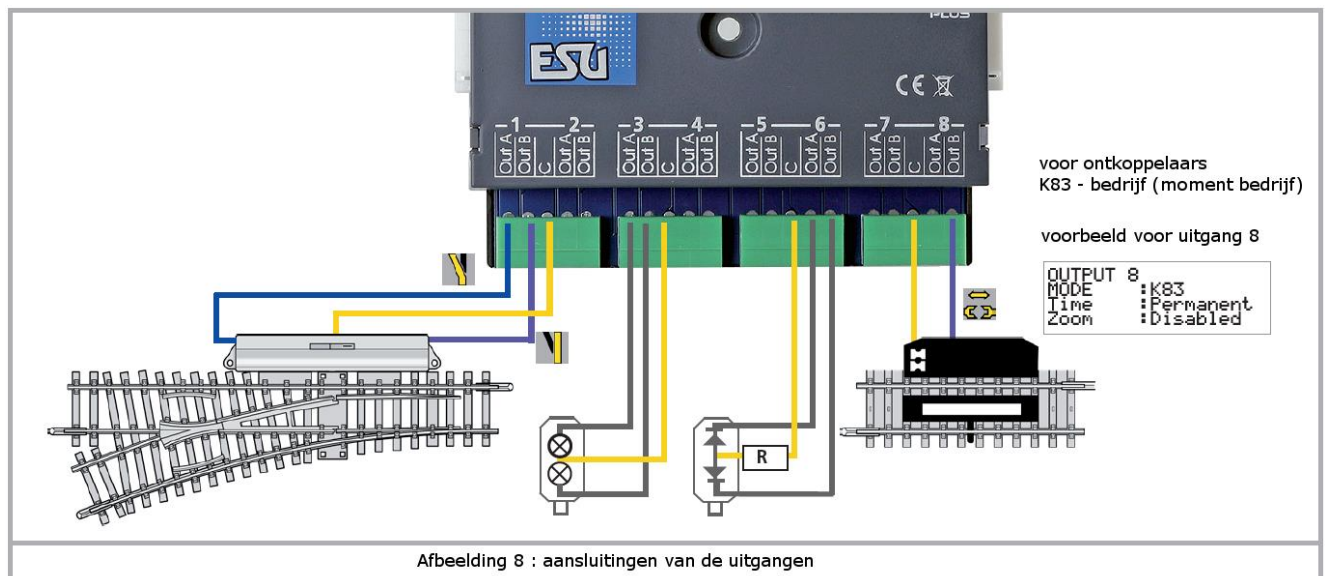 PLUS
ESU
CE
1 2 3 4 5 6 7 8
Out A Out B C Out A Out B Out A Out B C Out A Out B Out A Out B C Out A Out B Out A Out B C Out A Out B
voor ontkoppelaars
K83 - bedrijf (moment bedrijf)
voorbeeld voor uitgang 8
OUTPUT 8
MODE :K83
Time :Permanent
Zoom :Disabled
R
Afbeelding 8 : aansluitingen van de uitgangen